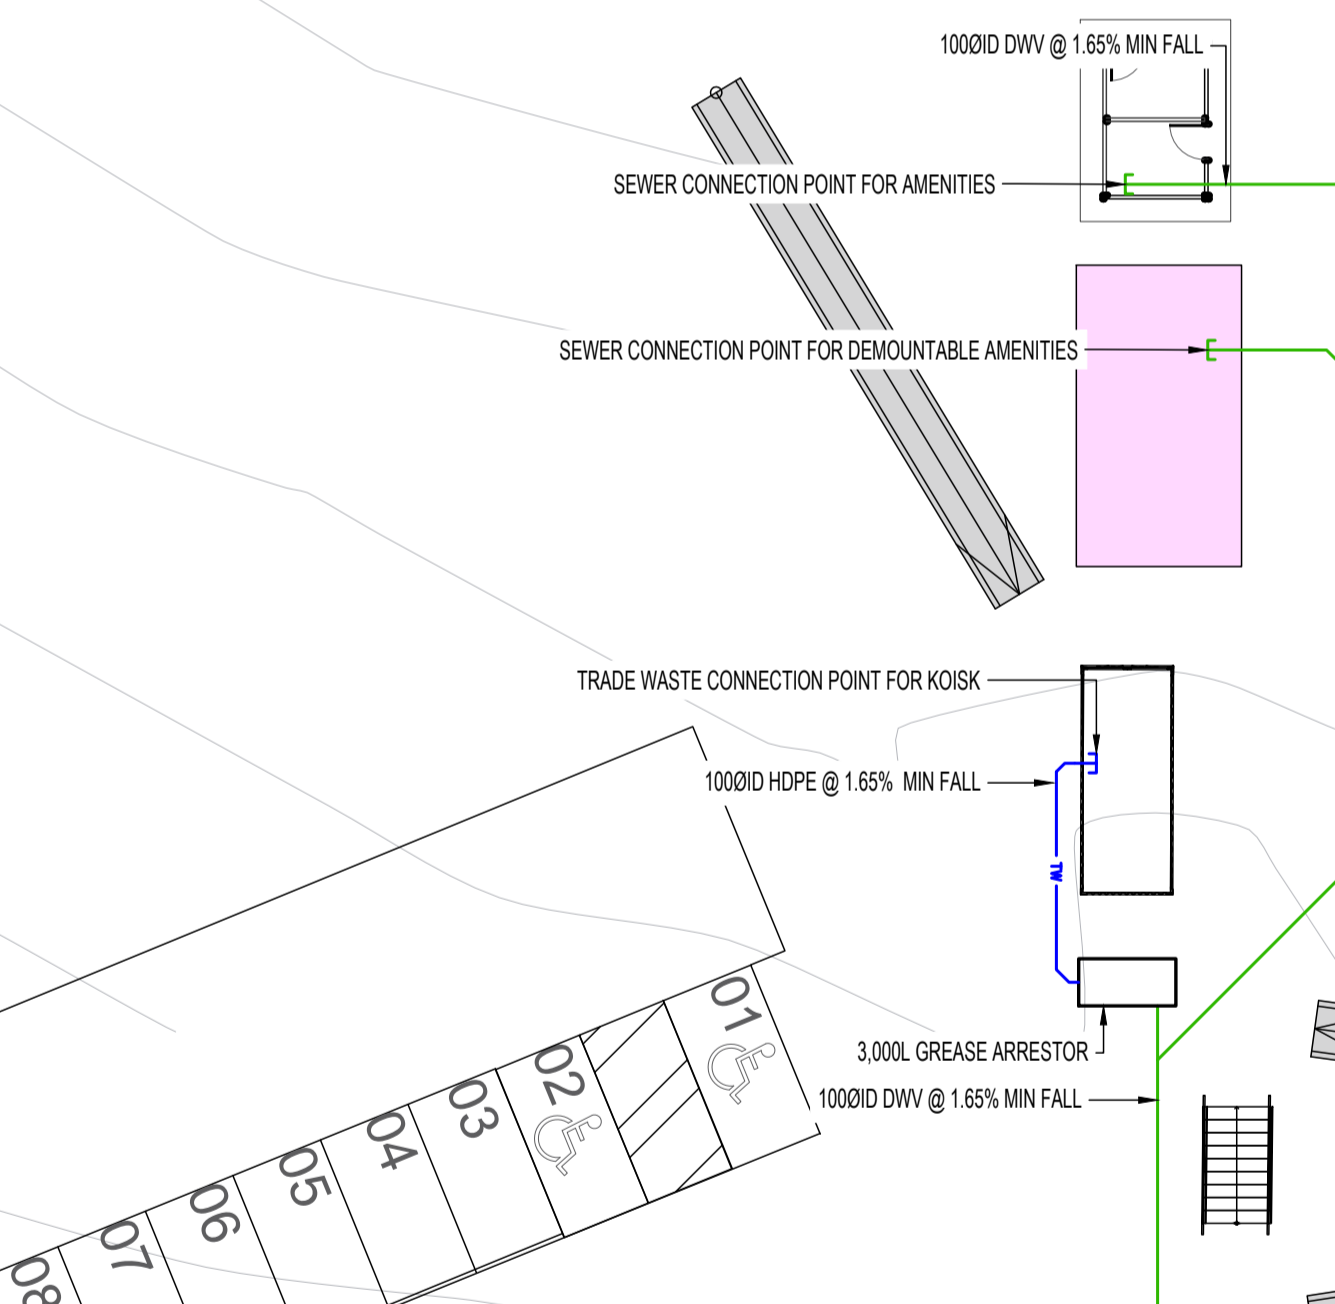 100ØID DWV @ 1.65% MIN FALL
SEWER CONNECTION POINT FOR AMENITIES
SEWER CONNECTION POINT FOR DEMOUNTABLE AMENITIES
TRADE WASTE CONNECTION POINT FOR KOISK
100ØID HDPE @ 1.65% MIN FALL
TW
3,000L GREASE ARRESTOR
100ØID DWV @ 1.65% MIN FALL
01
02
03
04
05
06
07
08